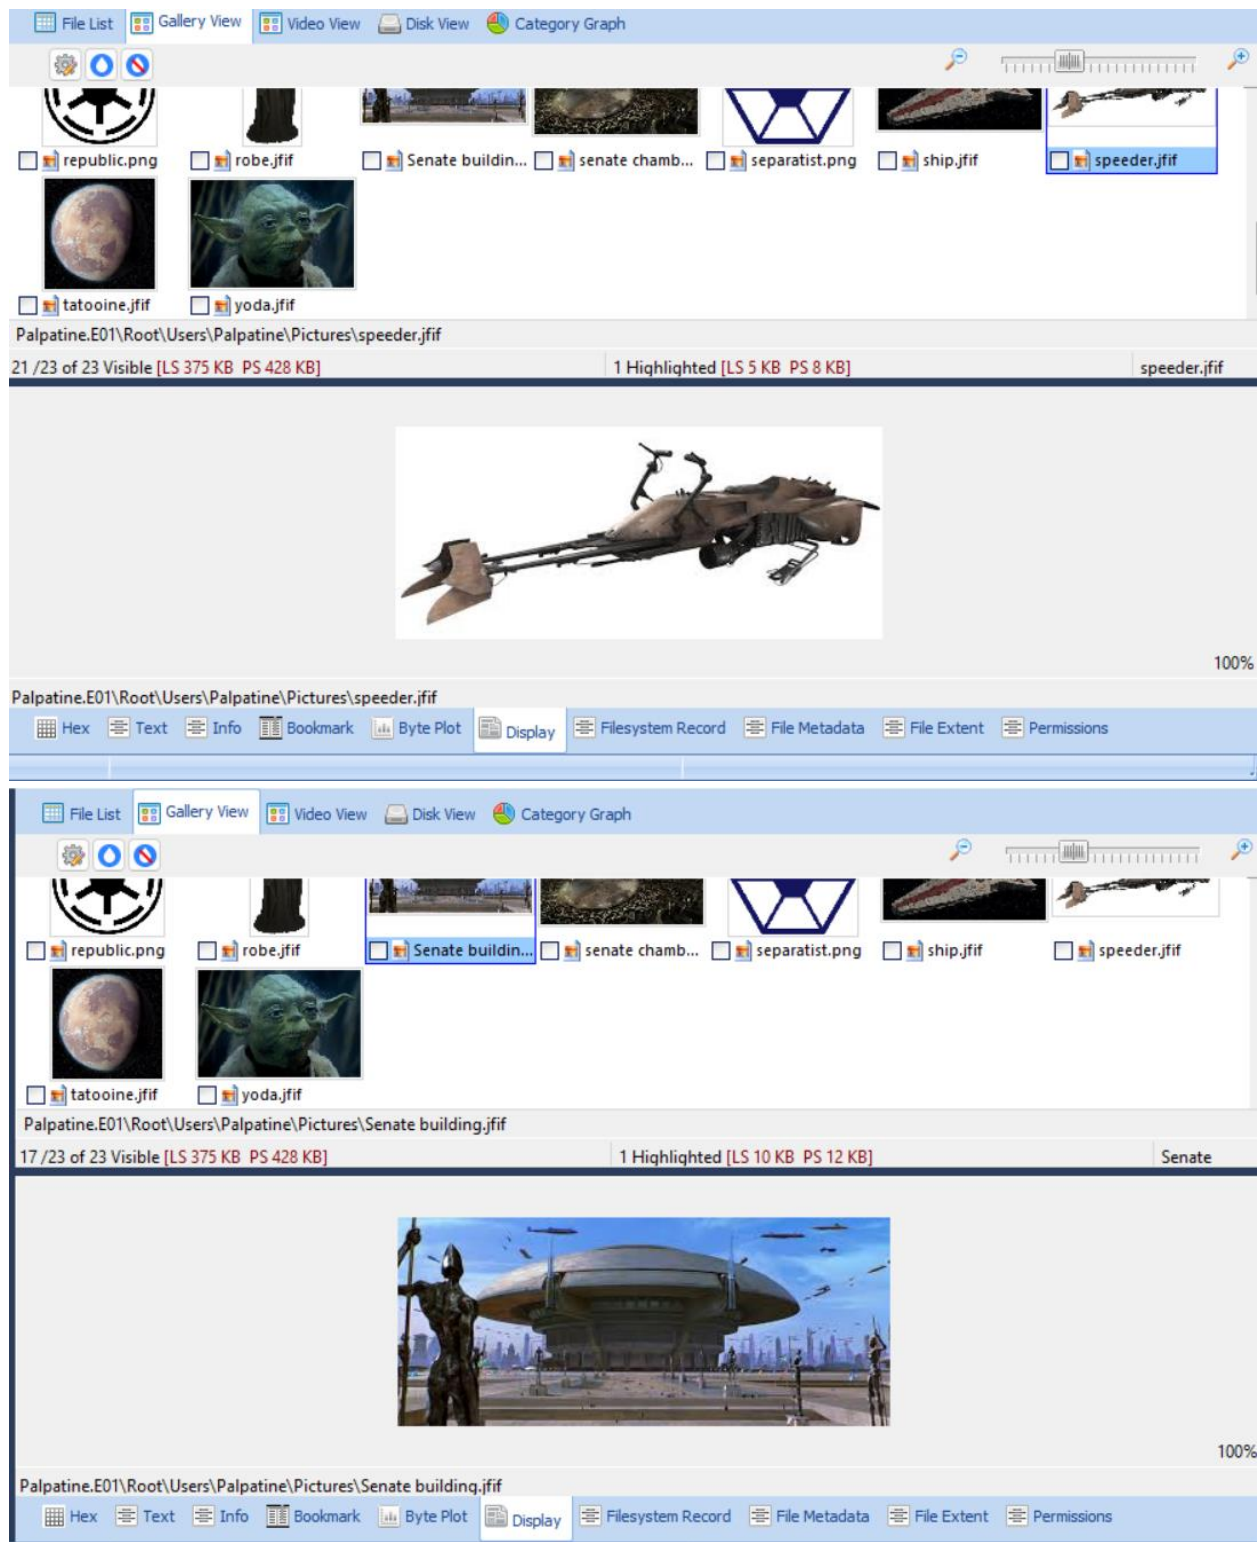 File List Gallery View Video View Disk View Category Graph
republic.png robe.jfif Senate buildin... senate chamb... separatist.png ship.jfif speeder.jfif
tatooine.jfif yoda.jfif
Palpatine.E01\Root\Users\Palpatine\Pictures\speeder.jfif
21 /23 of 23 Visible [LS 375 KB PS 428 KB] 1 Highlighted [LS 5 KB PS 8 KB] speeder.jfif
100%
Palpatine.E01\Root\Users\Palpatine\Pictures\speeder.jfif
Hex Text Info Bookmark Byte Plot Display Filesystem Record File Metadata File Extent Permissions
File List Gallery View Video View Disk View Category Graph
republic.png robe.jfif Senate buildin... senate chamb... separatist.png ship.jfif speeder.jfif
tatooine.jfif yoda.jfif
Palpatine.E01\Root\Users\Palpatine\Pictures\Senate building.jfif
17 /23 of 23 Visible [LS 375 KB PS 428 KB] 1 Highlighted [LS 10 KB PS 12 KB] Senate
100%
Palpatine.E01\Root\Users\Palpatine\Pictures\Senate building.jfif
Hex Text Info Bookmark Byte Plot Display Filesystem Record File Metadata File Extent Permissions